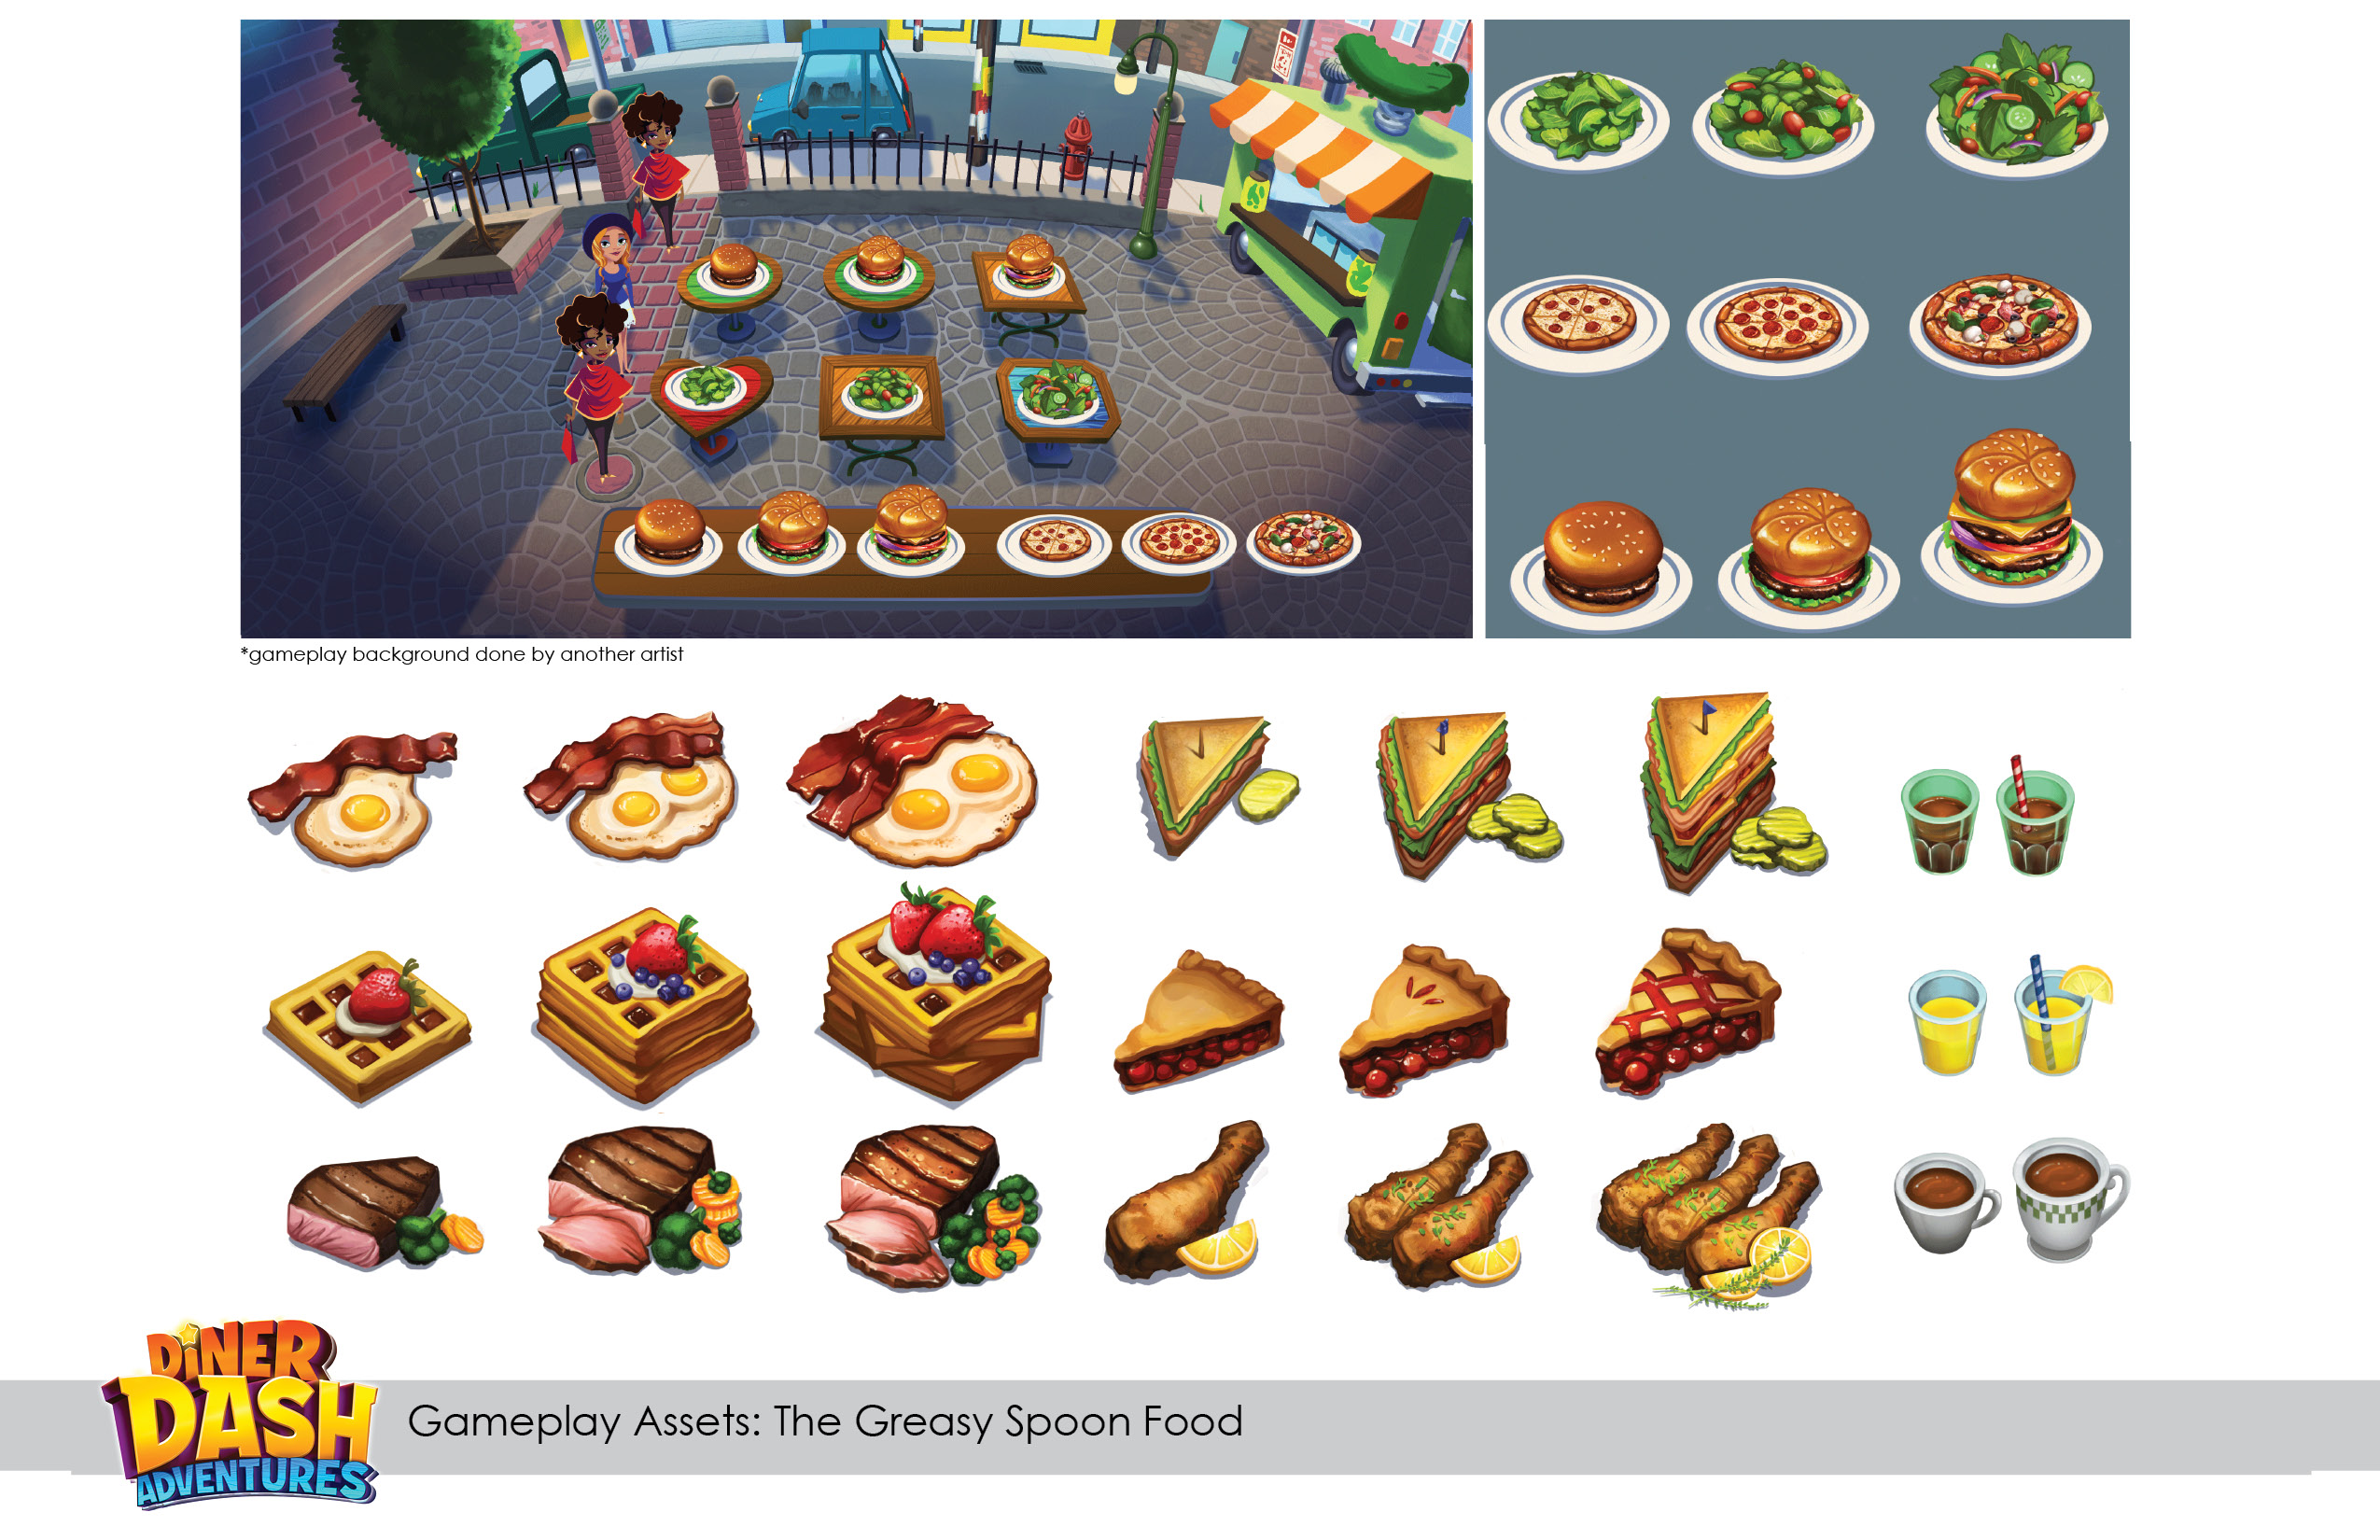 *gameplay background done by another artist
DiNER
DASH
ADVENTURES
Gameplay Assets: The Greasy Spoon Food